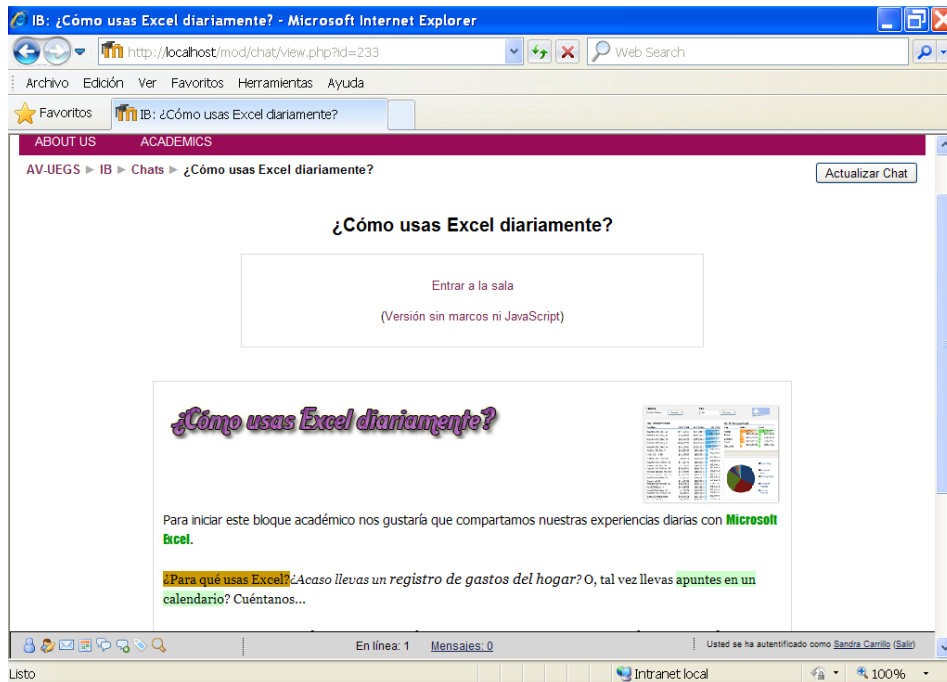 IB: ¿Cómo usas Excel diariamente? - Microsoft Internet Explorer
http://localhost/mod/chat/view.php?id=233
Web Search
Archivo Edición Ver Favoritos Herramientas Ayuda
Favoritos IB: ¿Cómo usas Excel diariamente?
ABOUT US ACADEMICS
AV-UEGS ► IB ► Chats ► ¿Cómo usas Excel diariamente?
Actualizar Chat
¿Cómo usas Excel diariamente?
Entrar a la sala
(Versión sin marcos ni JavaScript)
¿Cómo usas Excel diariamente?
Para iniciar este bloque académico nos gustaría que compartamos nuestras experiencias diarias con Microsoft
Excel.
¿Para qué usas Excel?¿Acaso llevas un registro de gastos del hogar? O, tal vez llevas apuntes en un
calendario? Cuéntanos...
En línea: 1 Mensajes: 0 Usted se ha autentificado como Sandra Carrillo (Salir)
Listo Intranet local 100%